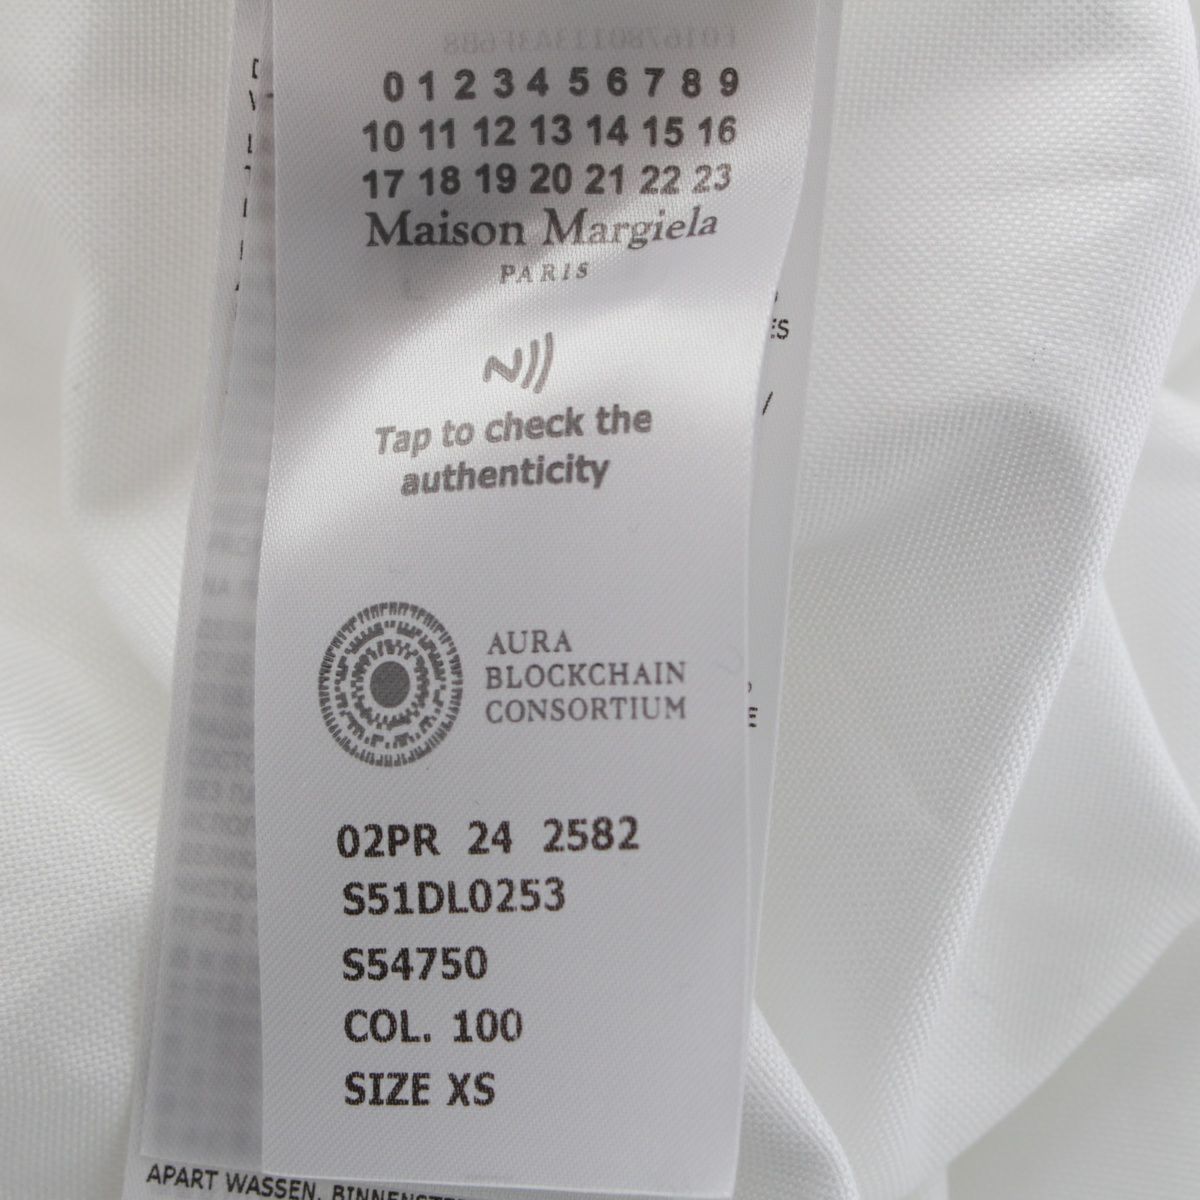 0 1 2 3 4 5 6 7 8 9
10 11 12 13 14 15 16
17 18 19 20 21 22 23
Maison Margiela
PARIS
Tap to check the
authenticity
AURA
BLOCKCHAIN
CONSORTIUM
02PR 24 2582
S51DL0253
S54750
COL. 100
SIZE XS
APART WASSEN,